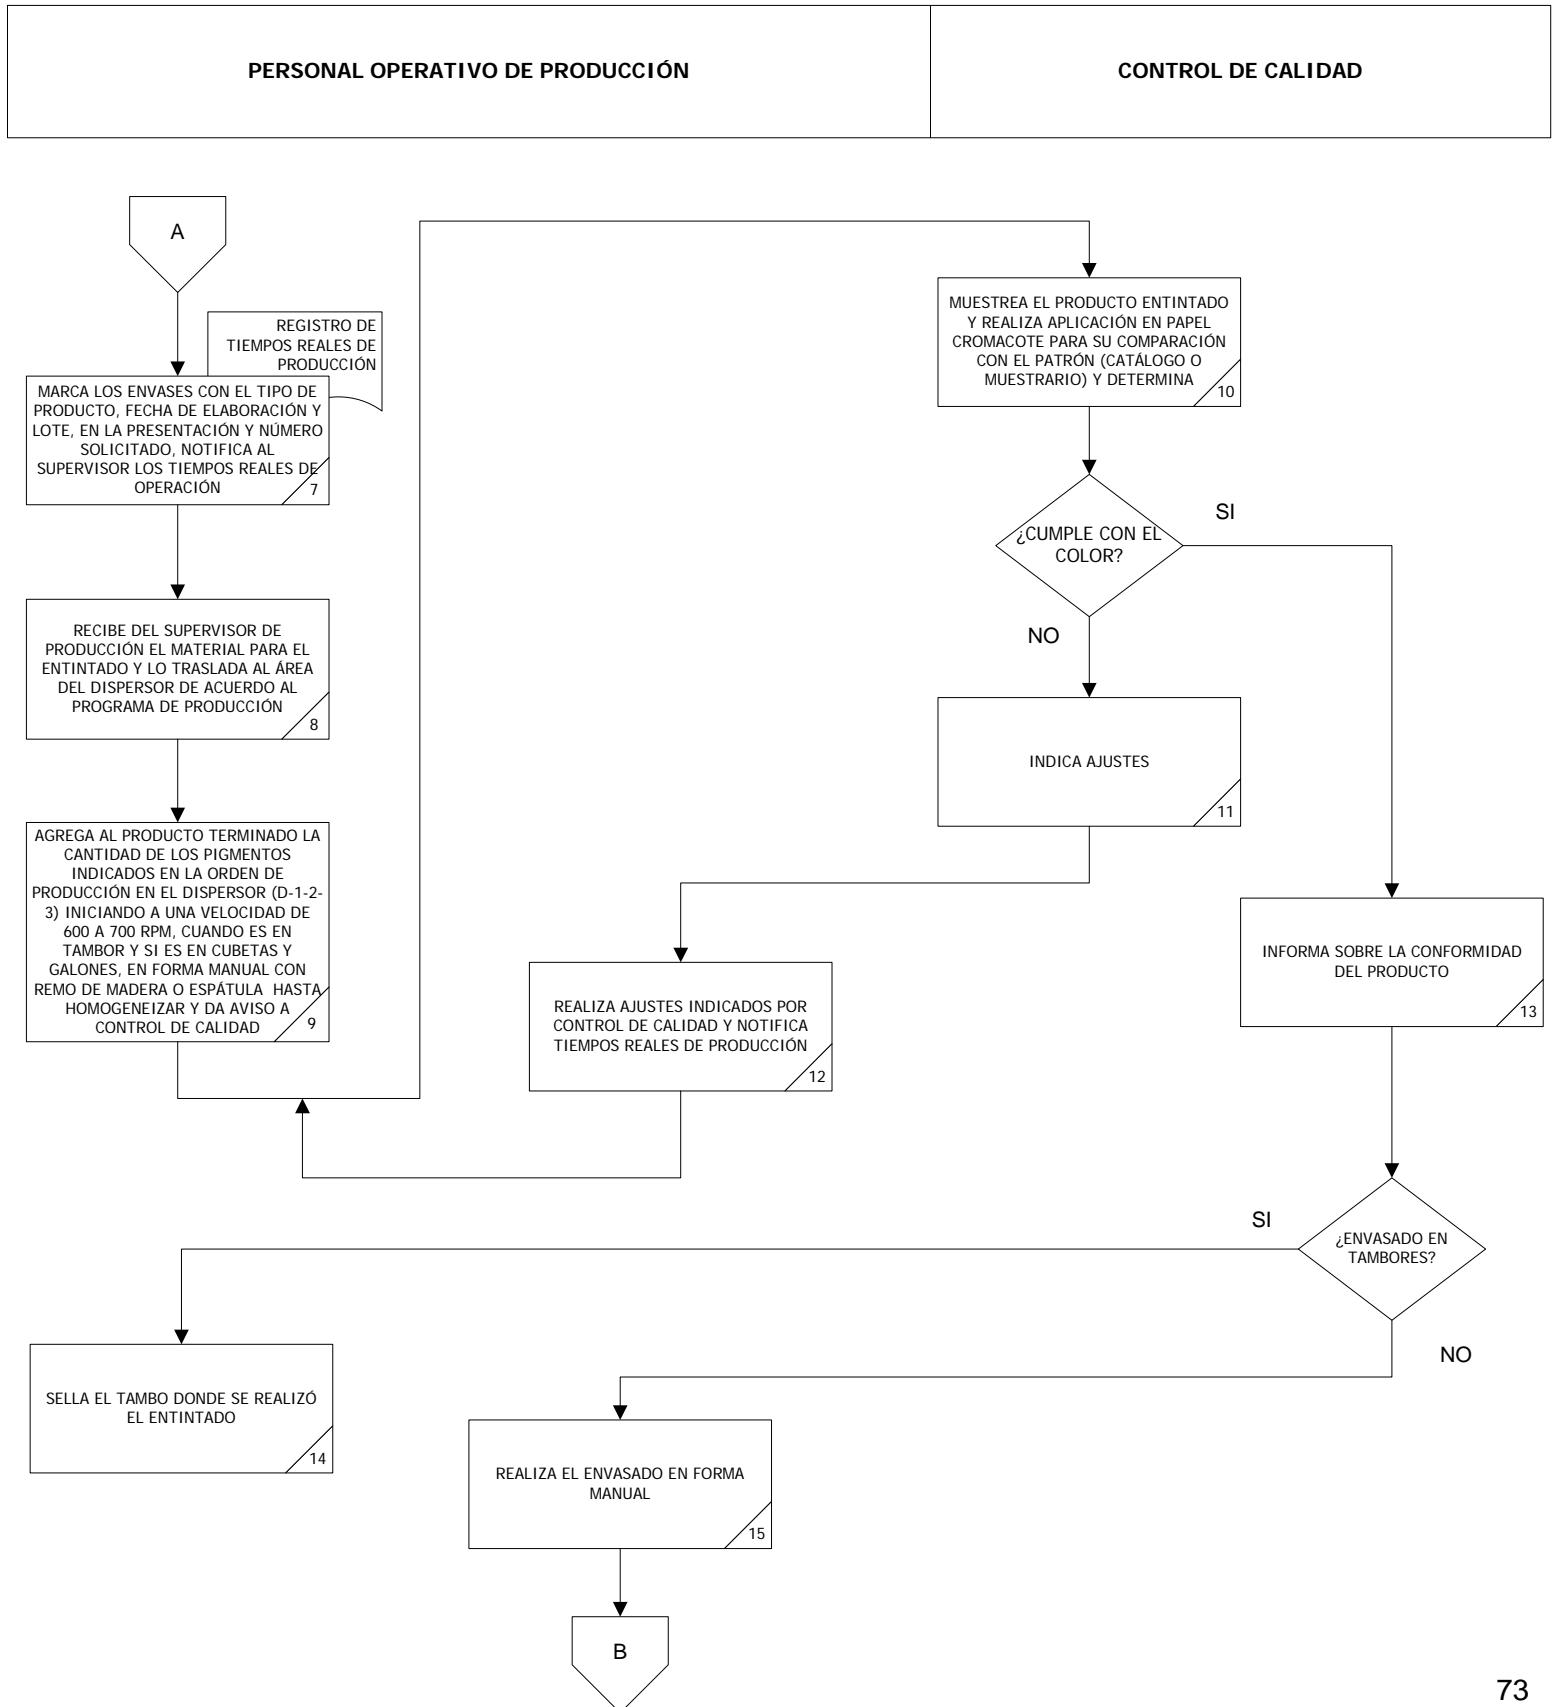 PERSONAL OPERATIVO DE PRODUCCIÓN
CONTROL DE CALIDAD
A
REGISTRO DE
TIEMPOS REALES DE
PRODUCCIÓN
MARCA LOS ENVASES CON EL TIPO DE
PRODUCTO, FECHA DE ELABORACIÓN Y
LOTE, EN LA PRESENTACIÓN Y NÚMERO
SOLICITADO, NOTIFICA AL
SUPERVISOR LOS TIEMPOS REALES DE
OPERACIÓN
7
RECIBE DEL SUPERVISOR DE
PRODUCCIÓN EL MATERIAL PARA EL
ENTINTADO Y LO TRASLADA AL ÁREA
DEL DISPERSOR DE ACUERDO AL
PROGRAMA DE PRODUCCIÓN
8
AGREGA AL PRODUCTO TERMINADO LA
CANTIDAD DE LOS PIGMENTOS
INDICADOS EN LA ORDEN DE
PRODUCCIÓN EN EL DISPERSOR (D-1-2-
3) INICIANDO A UNA VELOCIDAD DE
600 A 700 RPM, CUANDO ES EN
TAMBOR Y SI ES EN CUBETAS Y
GALONES, EN FORMA MANUAL CON
REMO DE MADERA O ESPÁTULA HASTA
HOMOGENEIZAR Y DA AVISO A
CONTROL DE CALIDAD
9
MUESTREA EL PRODUCTO ENTINTADO
Y REALIZA APLICACIÓN EN PAPEL
CROMACOTE PARA SU COMPARACIÓN
CON EL PATRÓN (CATÁLOGO O
MUESTRARIO) Y DETERMINA
10
¿CUMPLE CON EL
COLOR?
SI
NO
INDICA AJUSTES
11
REALIZA AJUSTES INDICADOS POR
CONTROL DE CALIDAD Y NOTIFICA
TIEMPOS REALES DE PRODUCCIÓN
12
INFORMA SOBRE LA CONFORMIDAD
DEL PRODUCTO
13
¿ENVASADO EN
TAMBORES?
SI
NO
SELLA EL TAMBO DONDE SE REALIZÓ
EL ENTINTADO
14
REALIZA EL ENVASADO EN FORMA
MANUAL
15
B
73